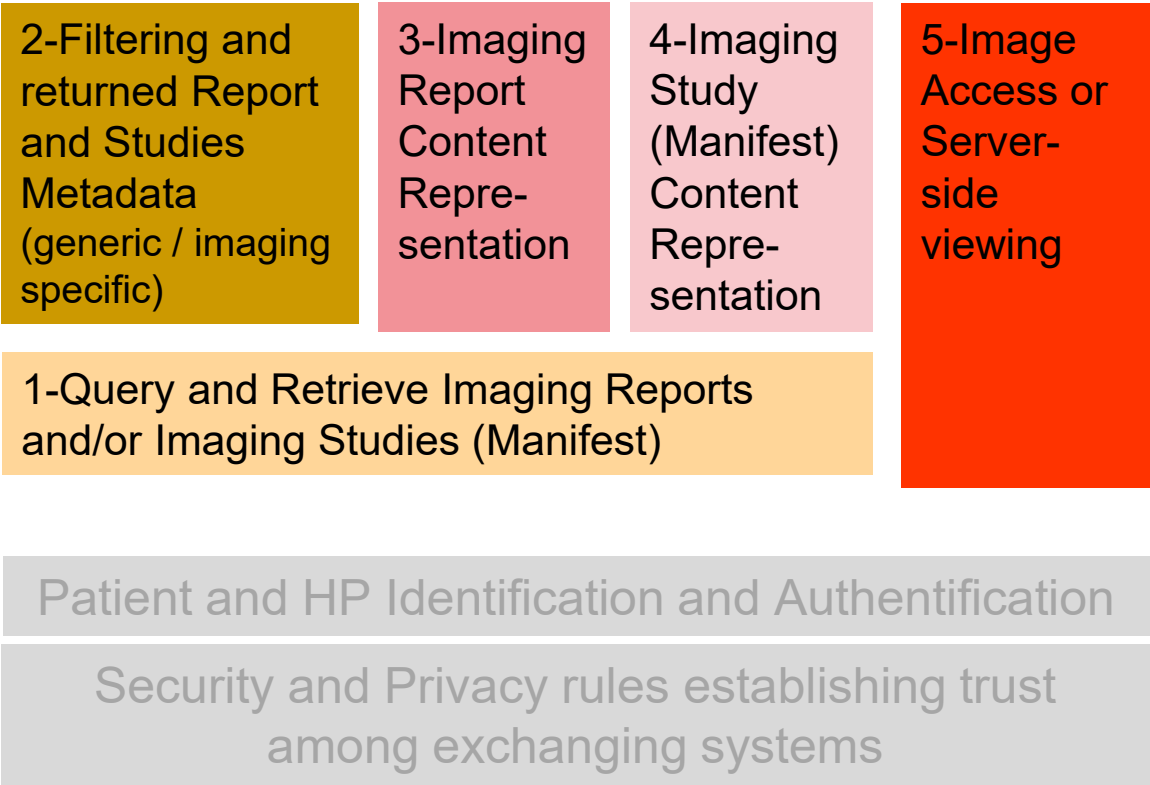 2-Filtering and
returned Report
and Studies
Metadata
(generic / imaging
specific)
3-Imaging
Report
Content
Repre-
sentation
4-Imaging
Study
(Manifest)
Content
Repre-
sentation
5-Image
Access or
Server-
side
viewing
1-Query and Retrieve Imaging Reports
and/or Imaging Studies (Manifest)
Patient and HP Identification and Authentification
Security and Privacy rules establishing trust
among exchanging systems